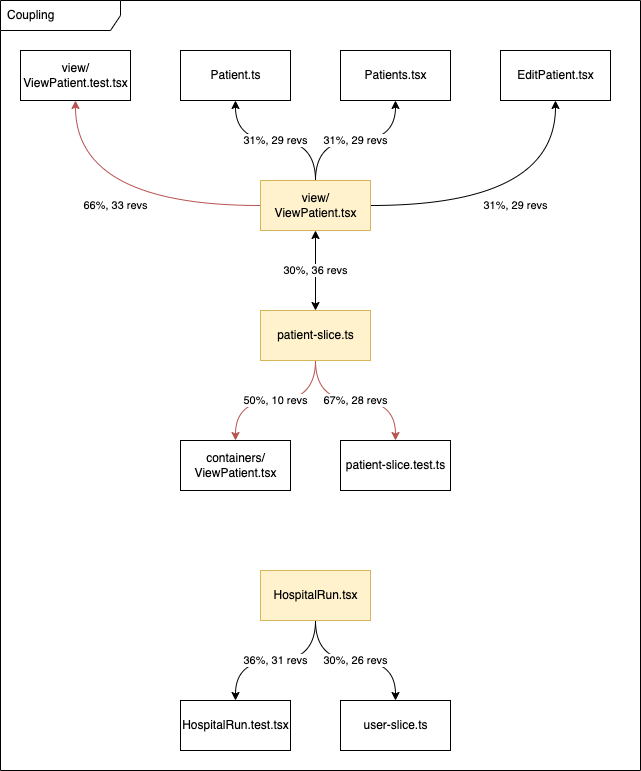 Coupling
view/
ViewPatient.test.tsx
Patient.ts
Patients.tsx
EditPatient.tsx
31%, 29 revs
31%, 29 revs
66%, 33 revs
view/
ViewPatient.tsx
31%, 29 revs
30%, 36 revs
patient-slice.ts
50%, 10 revs
67%, 28 revs
containers/
ViewPatient.tsx
patient-slice.test.ts
HospitalRun.tsx
36%, 31 revs
30%, 26 revs
HospitalRun.test.tsx
user-slice.ts